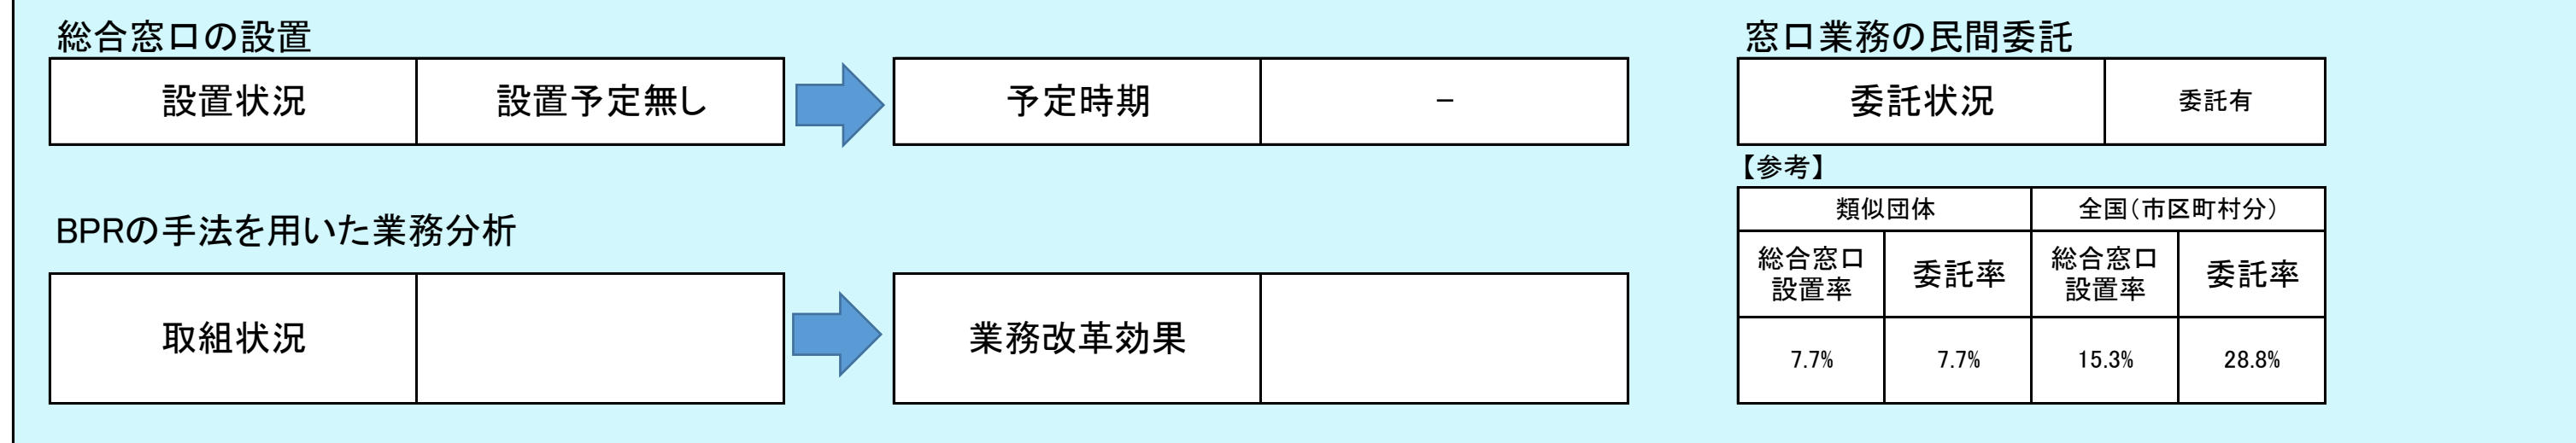 総合窓口の設置
設置状況 設置予定無し 予定時期 －
BPRの手法を用いた業務分析
取組状況 業務改革効果
窓口業務の民間委託
委託状況 委託有
【参考】
類似団体 全国（市区町村分）
総合窓口設置率 委託率 総合窓口設置率 委託率
7.7% 7.7% 15.3% 28.8%